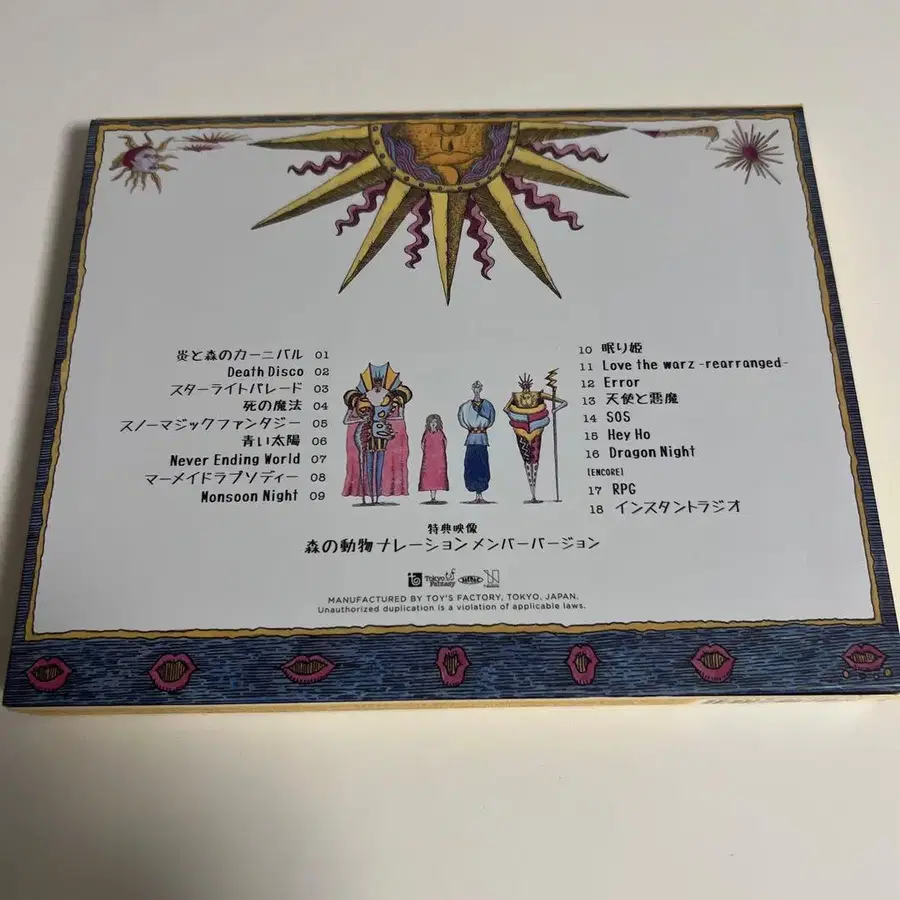 炎と森のカーニバル 01
Death Disco 02
スターライトパレード 03
死の魔法 04
スノーマジックファンタジー 05
青い太陽 06
Never Ending World 07
マーメイドラプソディー 08
Monsoon Night 09
10 眠り姫
11 Love the warz -rearranged-
12 Error
13 天使と悪魔
14 SOS
15 Hey Ho
16 Dragon Night
[ENCORE]
17 RPG
18 インスタントラジオ
特典映像
森の動物ナレーションメンバーバージョン
Tokyo Fantasy
MANUFACTURED BY TOY'S FACTORY, TOKYO, JAPAN.
Unauthorized duplication is a violation of applicable laws.